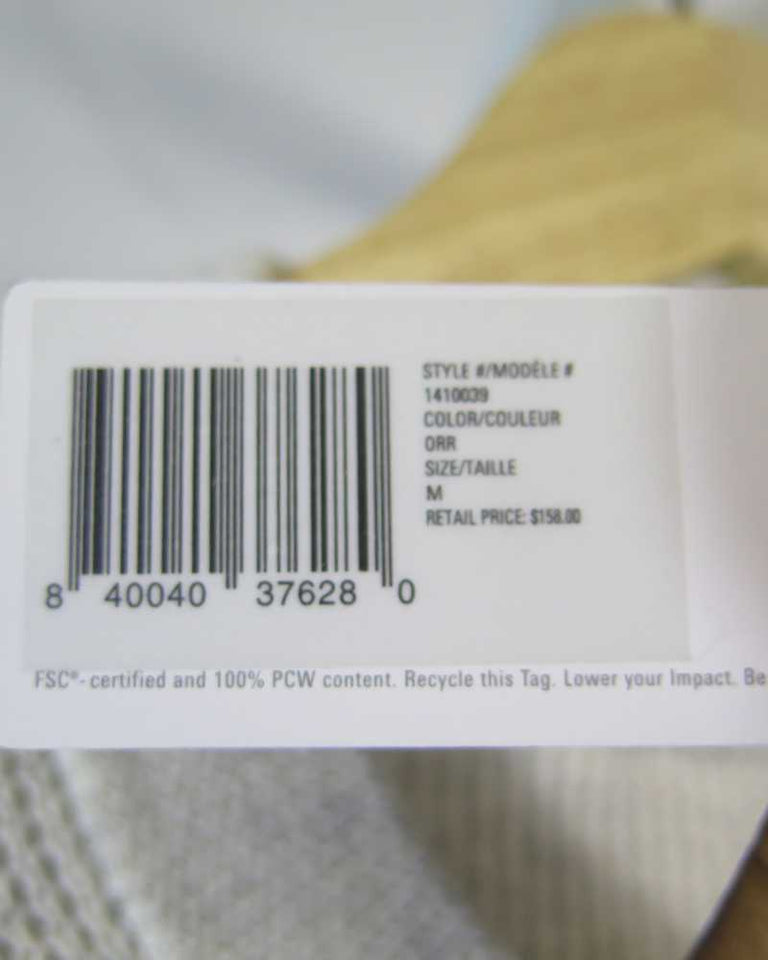 STYLE #/MODÈLE #
1410039
COLOR/COULEUR
ORR
SIZE/TAILLE
M
RETAIL PRICE: $158.00
8 40040 37628 0
FSC®-certified and 100% PCW content. Recycle this Tag. Lower your Impact. Be